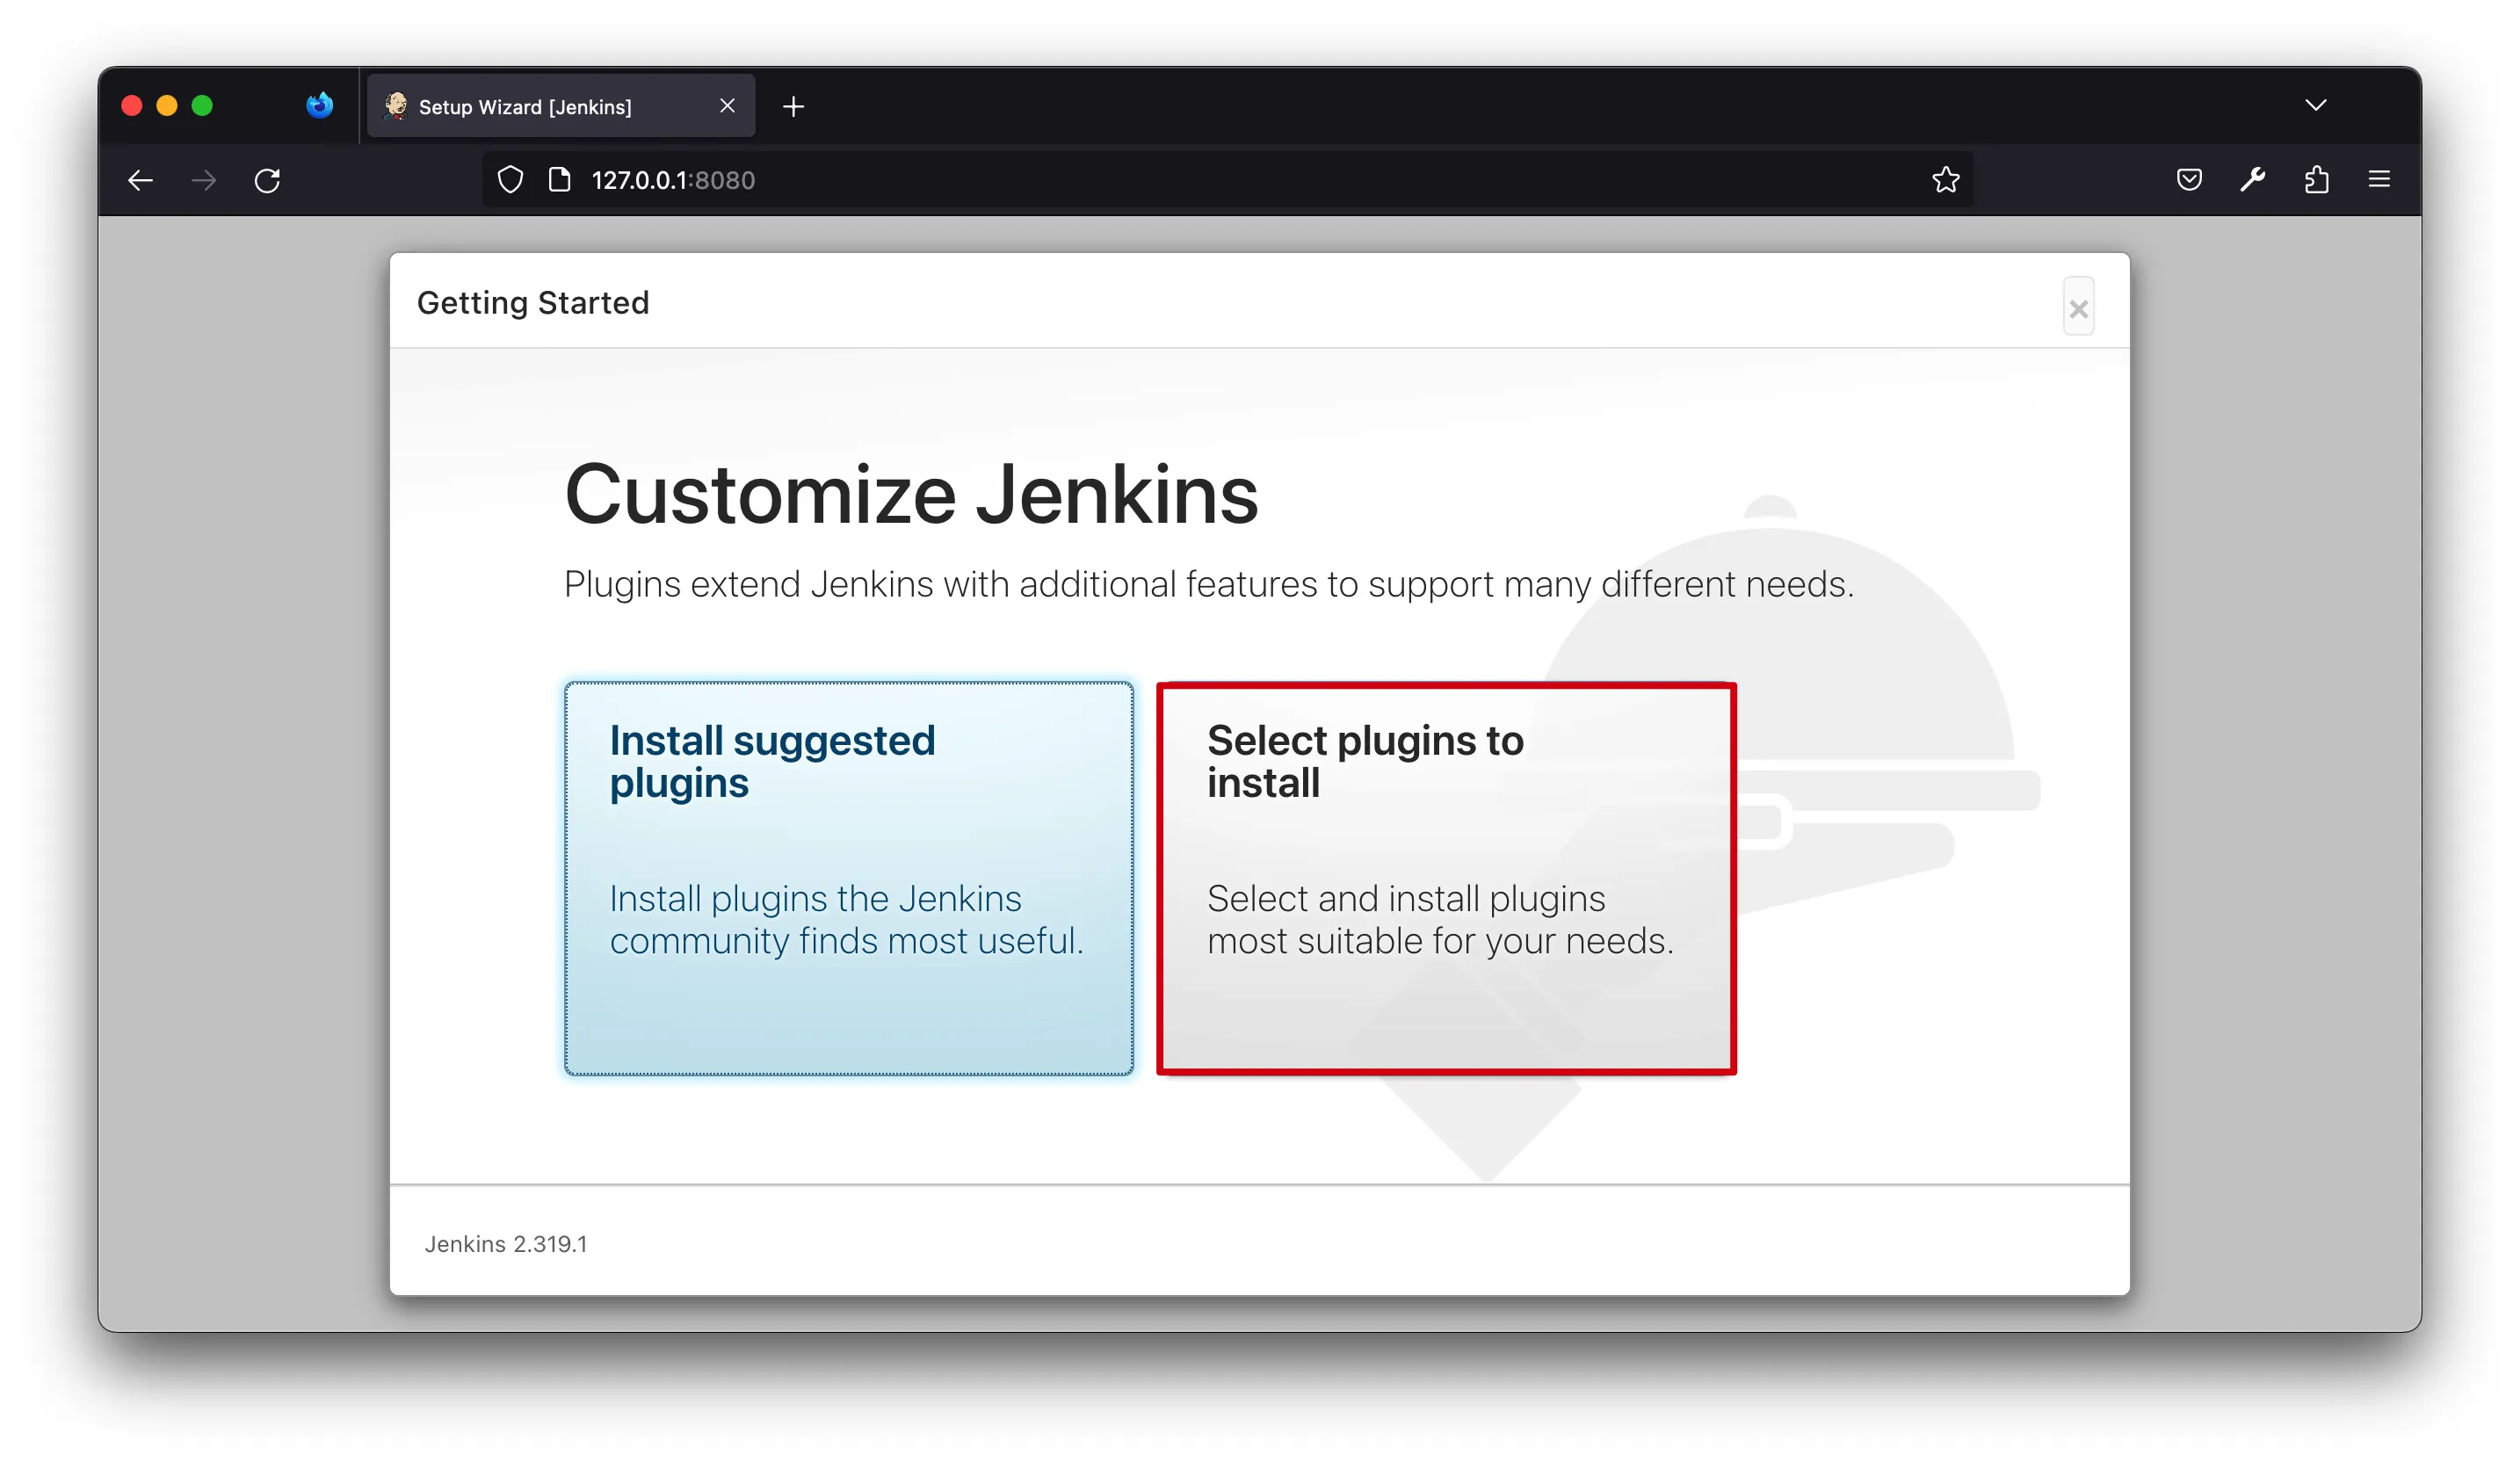 Setup Wizard [Jenkins]
127.0.0.1:8080
Getting Started
Customize Jenkins
Plugins extend Jenkins with additional features to support many different needs.
Install suggested
plugins
Install plugins the Jenkins
community finds most useful.
Select plugins to
install
Select and install plugins
most suitable for your needs.
Jenkins 2.319.1